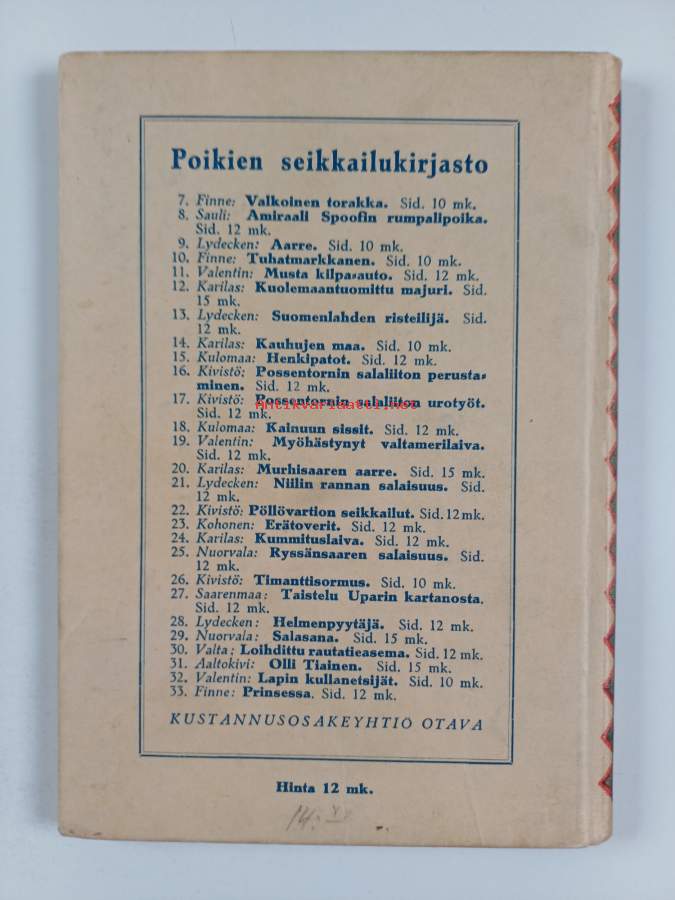 Poikien seikkailukirjasto
7. Finne: Valkoinen torakka. Sid. 10 mk.
8. Sauli: Amiraali Spoofin rumpalipoika.
Sid. 12 mk.
9. Lydecken: Aarre. Sid. 10 mk.
10. Finne: Tuhatmarkkanen. Sid. 10 mk.
11. Valentin: Musta kilpa=auto. Sid. 12 mk.
12. Karilas: Kuolemaantuomittu majuri. Sid.
15 mk.
13. Lydecken: Suomenlahden risteilijä. Sid.
12 mk.
14. Karilas: Kauhujen maa. Sid. 10 mk.
15. Kulomaa: Henkipatot. Sid. 12 mk.
16. Kivistö; Possentornin salaliiton perusta=
minen. Sid. 12 mk.
17. Kivistö: Possentornin salaliiton urotyöt.
Antikvariaatti.net
Sid. 12 mk.
18. Kulomaa: Kainuun sissit. Sid. 12 mk.
19. Valentin: Myöhästynyt valtamerilaiva.
Sid. 12 mk.
20. Karilas: Murhisaaren aarre. Sid. 15 mk.
21. Lydecken: Niilin rannan salaisuus. Sid.
12 mk.
22. Kivistö: Pöllövartion seikkailut. Sid. 12 mk.
23. Kohonen: Erätoverit. Sid. 12 mk.
24. Karilas: Kummituslaiva. Sid. 12 mk.
25. Nuorvala: Ryssänsaaren salaisuus. Sid.
12 mk.
26. Kivistö: Timanttisormus. Sid. 10 mk.
27. Saarenmaa: Taistelu Uparin kartanosta.
Sid. 12 mk.
28. Lydecken: Helmenpyytäjä. Sid. 12 mk.
29. Nuorvala: Salasana. Sid. 15 mk.
30. Valta; Loihdittu rautatieasema. Sid. 12 mk.
31. Aaltokivi: Olli Tiainen. Sid. 15 mk.
32. Valentin: Lapin kullanetsijät. Sid. 10 mk.
33. Finne: Prinsessa. Sid. 12 mk.
KUSTANNUSOSAKEYHTIÖ OTAVA
Hinta 12 mk.
14: